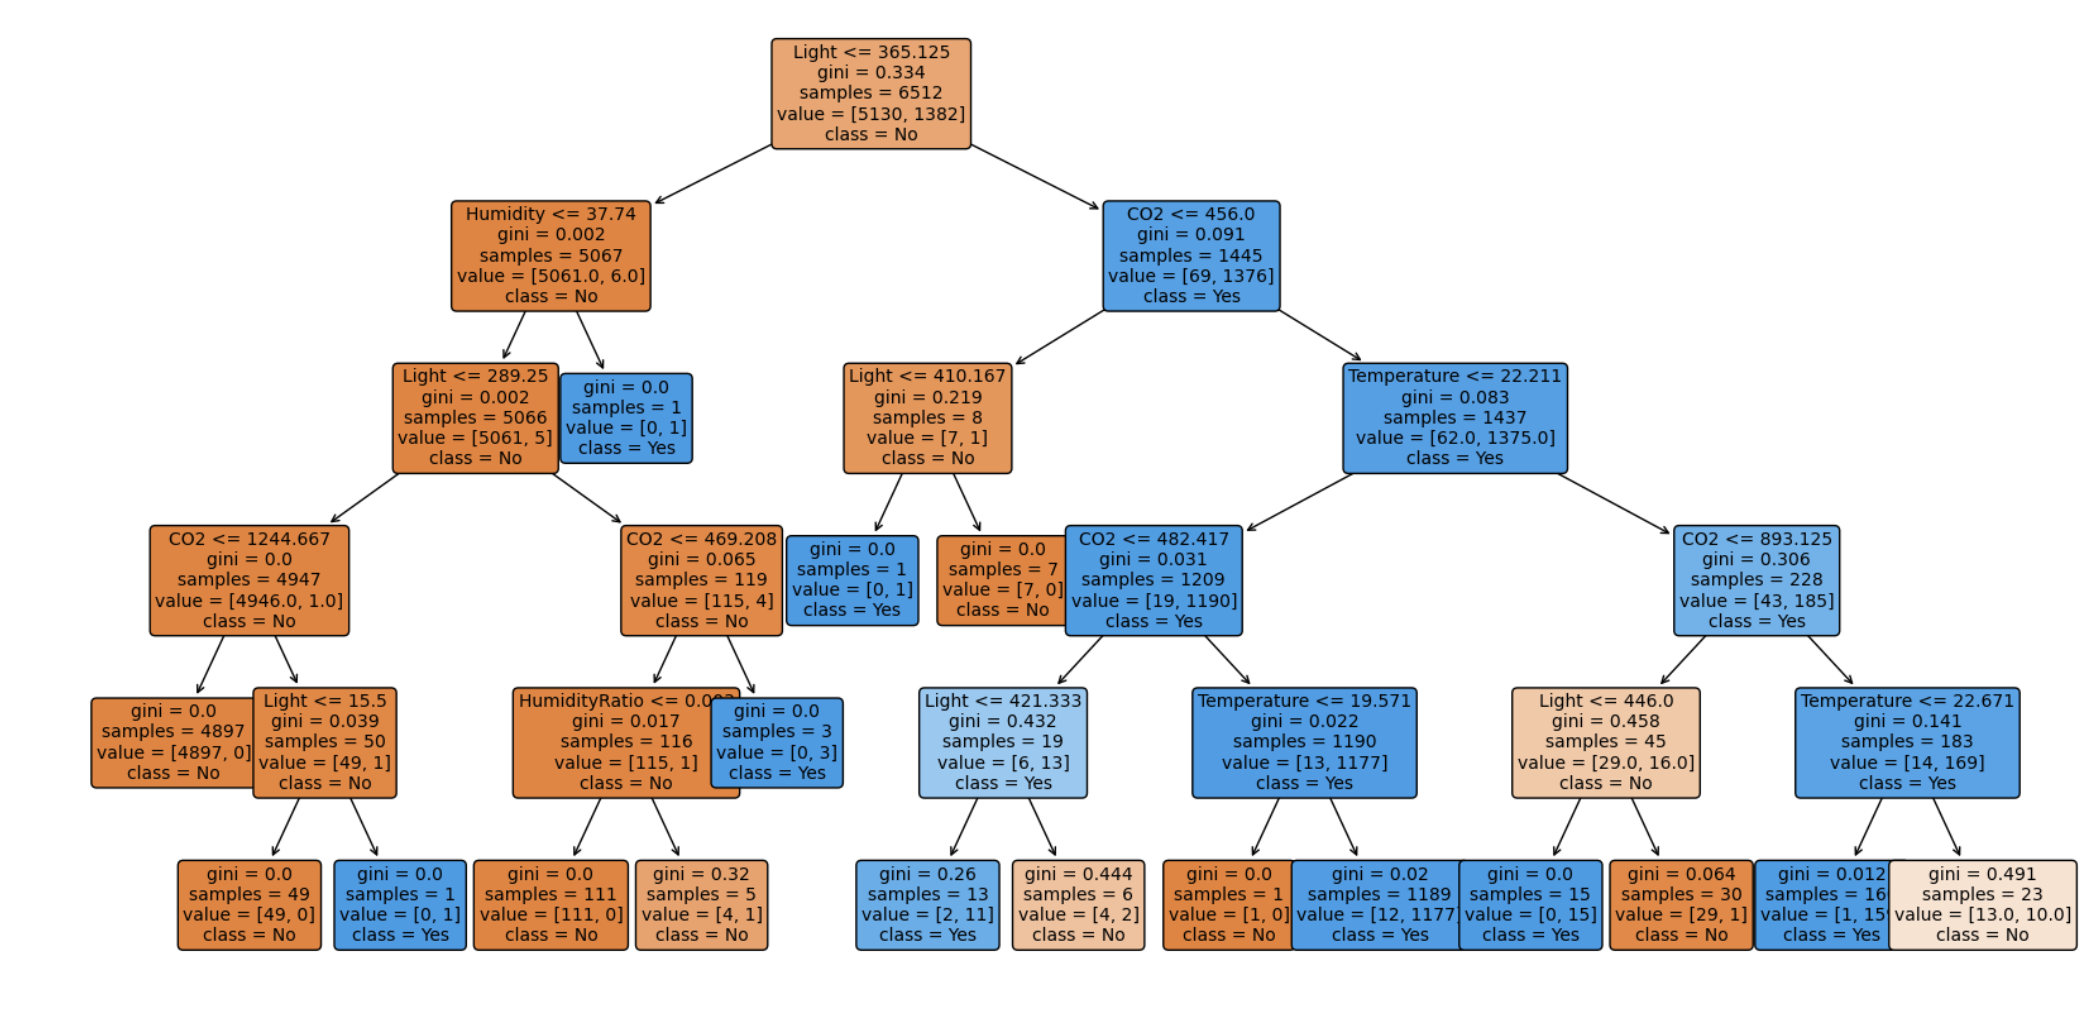 Light <= 365.125
gini = 0.334
samples = 6512
value = [5130, 1382]
class = No
Humidity <= 37.74
gini = 0.002
samples = 5067
value = [5061.0, 6.0]
class = No
CO2 <= 456.0
gini = 0.091
samples = 1445
value = [69, 1376]
class = Yes
Light <= 289.25
gini = 0.002
samples = 5066
value = [5061, 5]
class = No
gini = 0.0
samples = 1
value = [0, 1]
class = Yes
Light <= 410.167
gini = 0.219
samples = 8
value = [7, 1]
class = No
Temperature <= 22.211
gini = 0.083
samples = 1437
value = [62.0, 1375.0]
class = Yes
CO2 <= 1244.667
gini = 0.0
samples = 4947
value = [4946.0, 1.0]
class = No
CO2 <= 469.208
gini = 0.065
samples = 119
value = [115, 4]
class = No
gini = 0.0
samples = 1
value = [0, 1]
class = Yes
gini = 0.0
samples = 7
value = [7, 0]
class = No
CO2 <= 482.417
gini = 0.031
samples = 1209
value = [19, 1190]
class = Yes
CO2 <= 893.125
gini = 0.306
samples = 228
value = [43, 185]
class = Yes
gini = 0.0
samples = 4897
value = [4897, 0]
class = No
Light <= 15.5
gini = 0.039
samples = 50
value = [49, 1]
class = No
HumidityRatio <=
gini = 0.017
samples = 116
value = [115, 1]
class = No
gini = 0.0
samples = 3
value = [0, 3]
class = Yes
Light <= 421.333
gini = 0.432
samples = 19
value = [6, 13]
class = Yes
Temperature <= 19.571
gini = 0.022
samples = 1190
value = [13, 1177]
class = Yes
Light <= 446.0
gini = 0.458
samples = 45
value = [29.0, 16.0]
class = No
Temperature <= 22.671
gini = 0.141
samples = 183
value = [14, 169]
class = Yes
gini = 0.0
samples = 49
value = [49, 0]
class = No
gini = 0.0
samples = 1
value = [0, 1]
class = Yes
gini = 0.0
samples = 111
value = [111, 0]
class = No
gini = 0.32
samples = 5
value = [4, 1]
class = No
gini = 0.26
samples = 13
value = [2, 11]
class = Yes
gini = 0.444
samples = 6
value = [4, 2]
class = No
gini = 0.0
samples = 1
value = [1, 0]
class = No
gini = 0.02
samples = 1189
value = [12, 1177]
class = Yes
gini = 0.0
samples = 15
value = [0, 15]
class = Yes
gini = 0.064
samples = 30
value = [29, 1]
class = No
gini = 0.012
samples =
value = [1,
class = Yes
gini = 0.491
samples = 23
value = [13.0, 10.0]
class = No